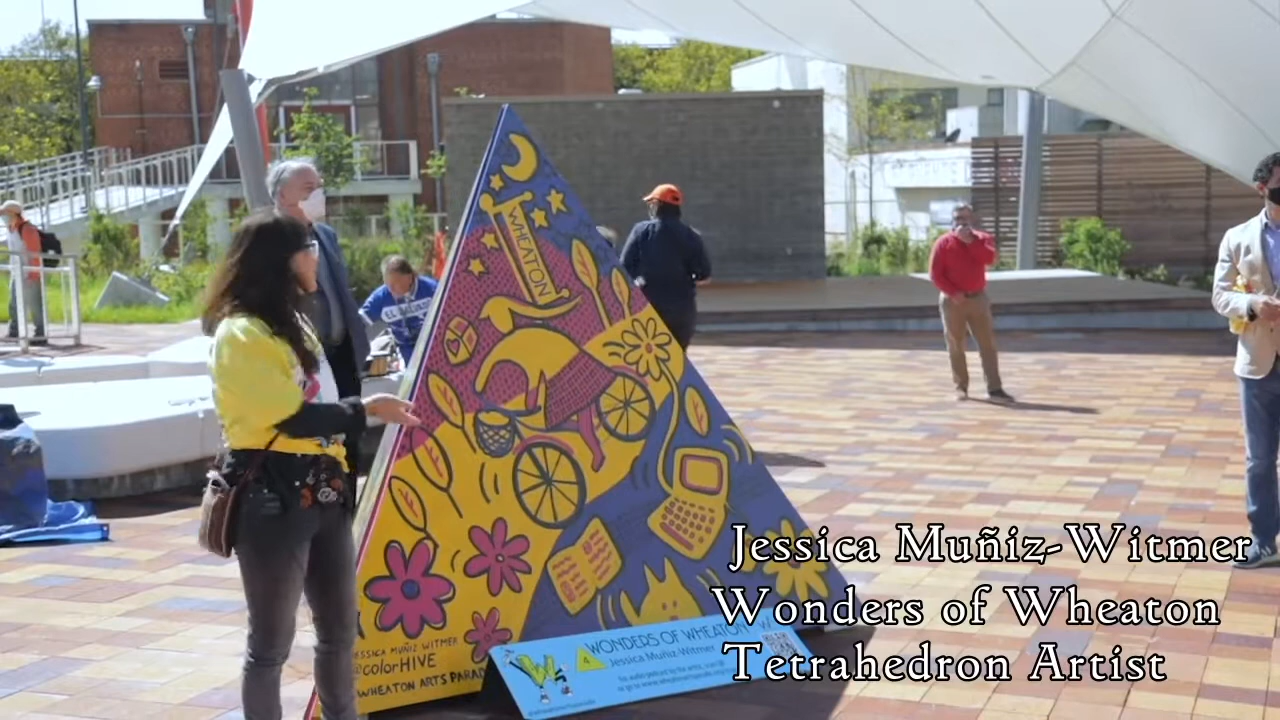 WHEATON
JESSICA MUÑIZ WITMER
@colorHIVE
WHEATON ARTS PARADE
4
WONDERS OF WHEATON
Jessica Muñiz-Witmer
Jessica Muñiz-Witmer
Wonders of Wheaton
Tetrahedron Artist